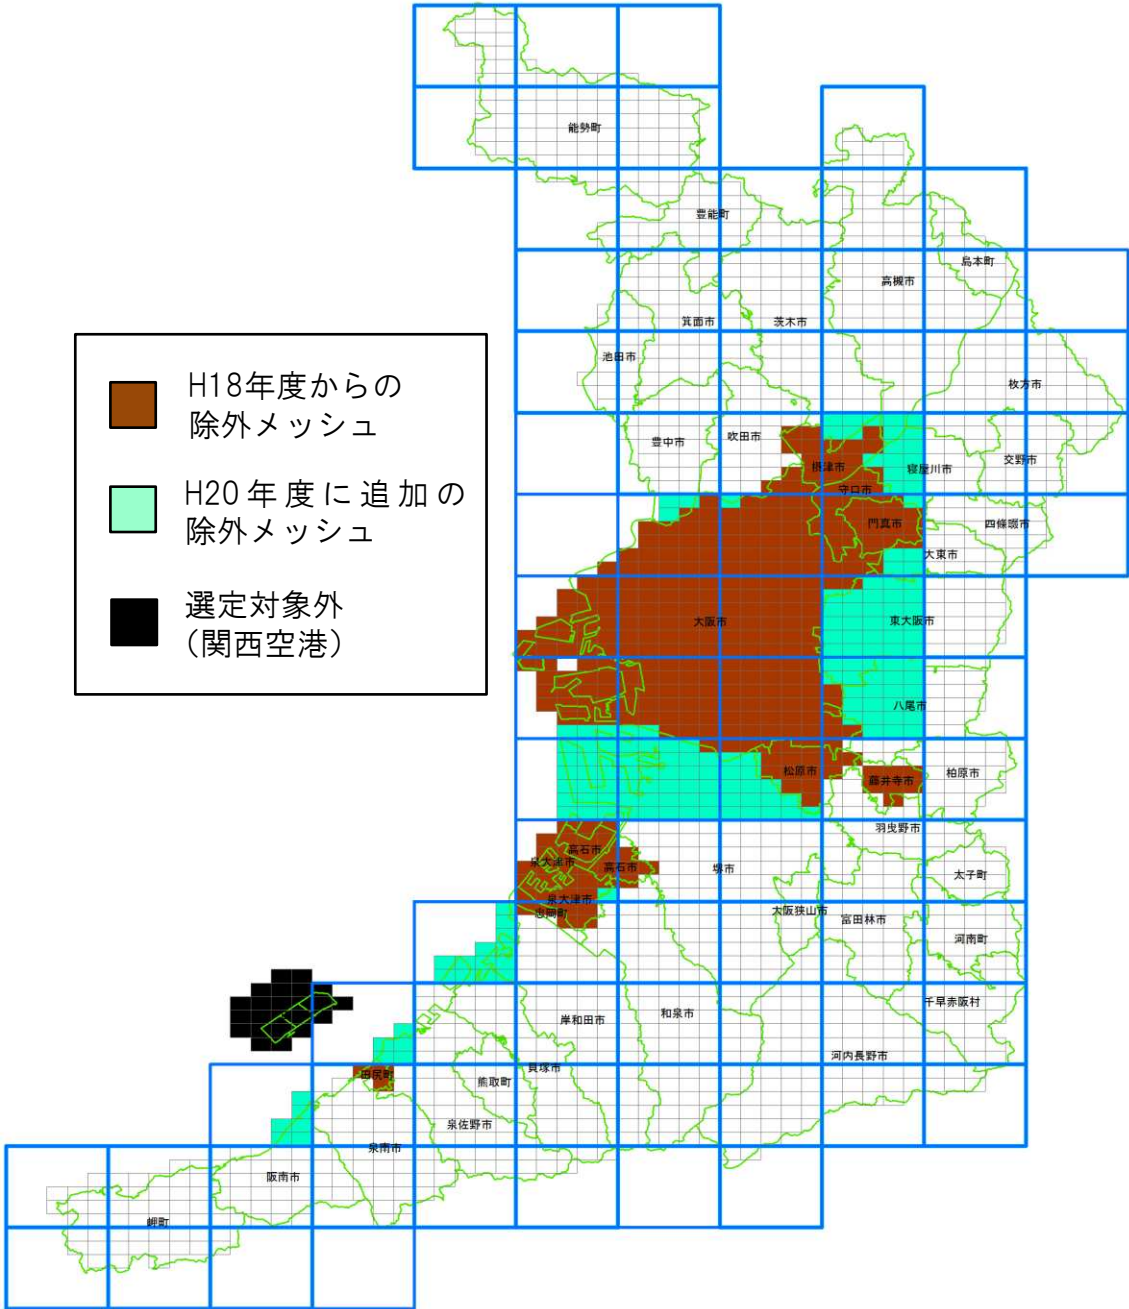 能勢町
豊能町
島本町
高槻市
箕面市
茨木市
池田市
枚方市
H18年度からの
除外メッシュ
H20年度に追加の
除外メッシュ
選定対象外
(関西空港)
豊中市
吹田市
摂津市
寝屋川市
交野市
守口市
門真市
四條畷市
大東市
大阪市
東大阪市
八尾市
松原市
藤井寺市
柏原市
羽曳野市
高石市
泉大津市
高石市
堺市
太子町
泉大津市
忠岡町
大阪狭山市
富田林市
河南町
千早赤阪村
岸和田市
和泉市
河内長野市
貝塚市
田尻町
熊取町
泉佐野市
泉南市
阪南市
岬町